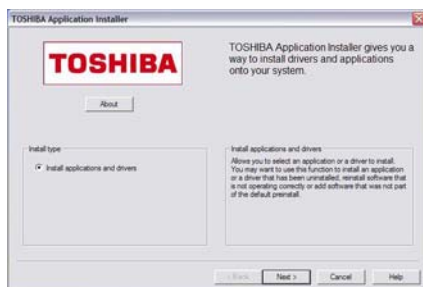 TOSHIBA Application Installer
TOSHIBA
TOSHIBA Application Installer gives you a
way to install drivers and applications
onto your system.
About
Install type
Install applications and drivers
Install applications and drivers
Allows you to select an application or a driver to install.
You may want to use this function to install an application
or a driver that has been uninstalled, reinstall software that
is not operating correctly or add software that was not part
of the default preinstall.
< Back
Next >
Cancel
Help